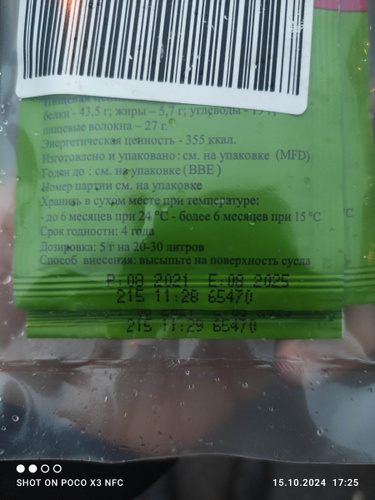 белки - 43,5 г; жиры – 5,7 г; углеводы -
пищевые волокна – 27 г.
Энергетическая ценность - 355 ккал.
Изготовлено и упаковано : см. на упаковке (MFD)
Годен до : см. на упаковке (BBE)
Номер партии см. на упаковке
Хранить в сухим месте при температуре:
- до 6 месяцев при 24 °C - более 6 месяцев при 15 °C
Срок годности: 4 года
Дозировка: 5 г на 20-30 литров
Способ внесения: высыпьте на поверхность сусла
P:08 2021 E:08 2025
215 11:28 65470
215 11:29 65470
SHOT ON POCO X3 NFC
15.10.2024 17:25